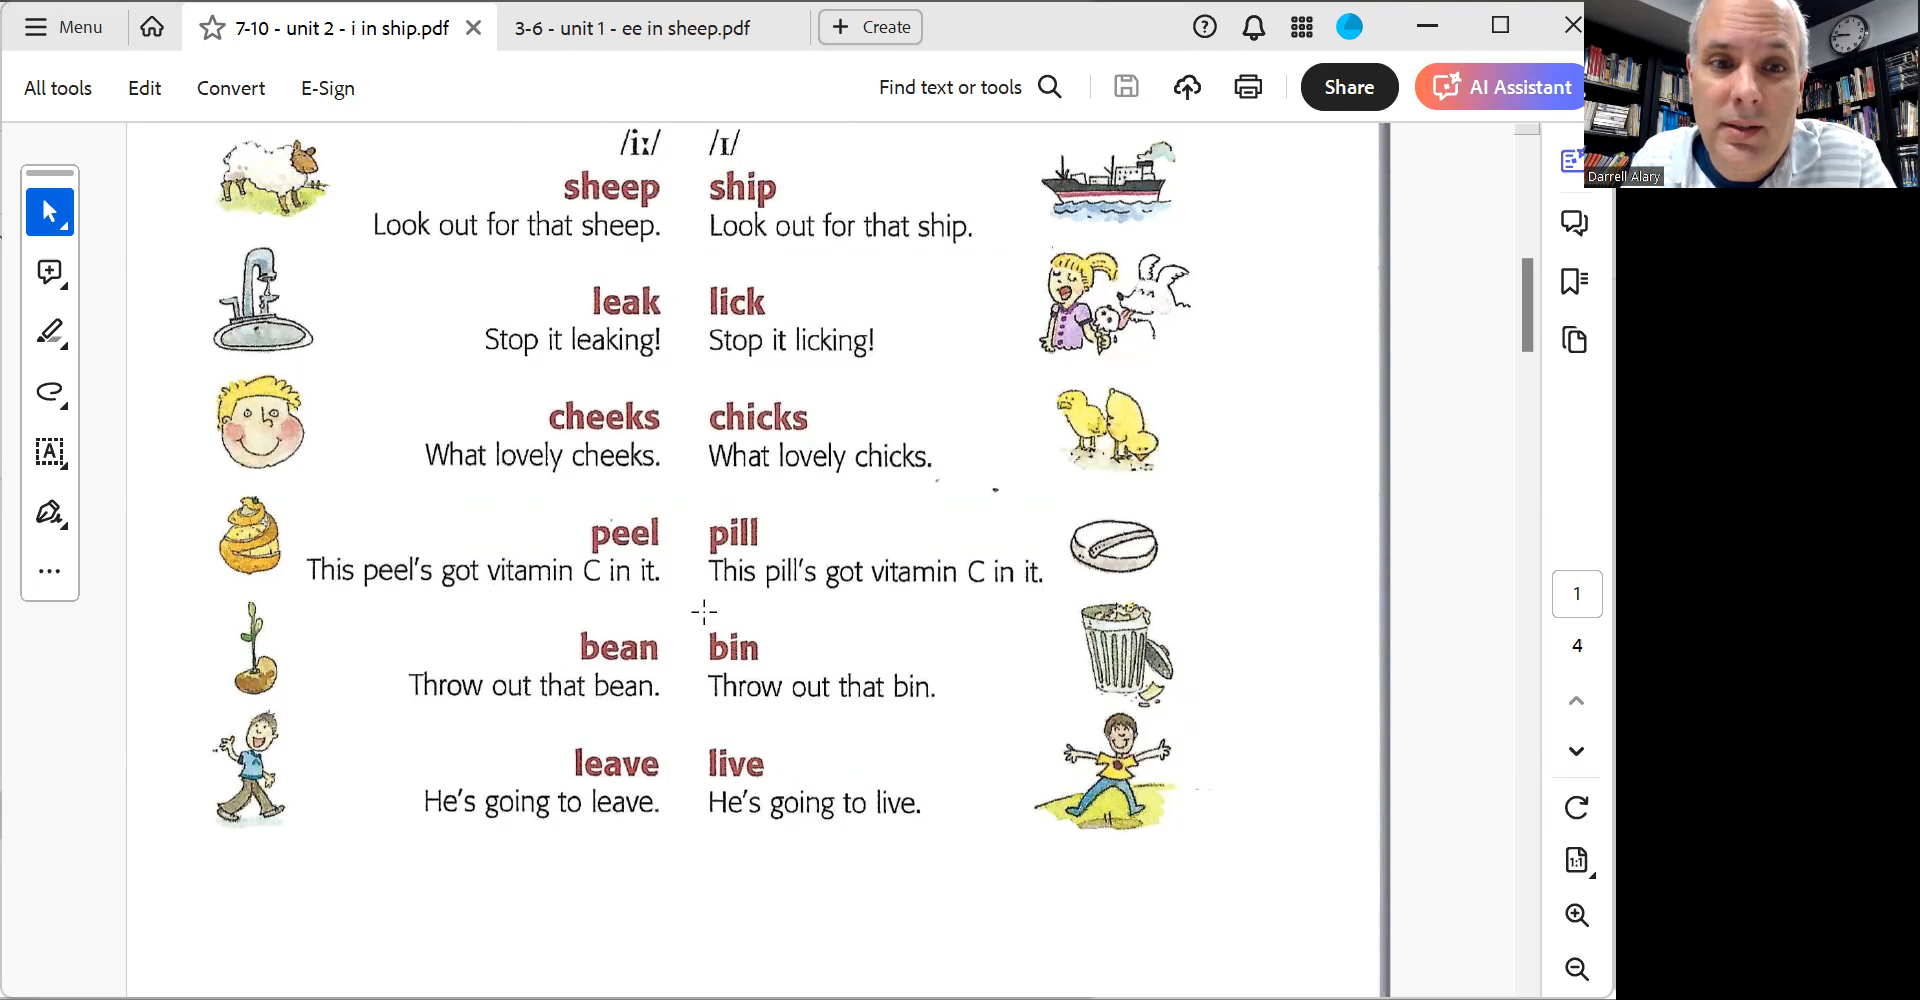 Menu
7-10 - unit 2 - i in ship.pdf
3-6 - unit 1 - ee in sheep.pdf
Create
All tools
Edit
Convert
E-Sign
Find text or tools
Share
AI Assistant
Darrell Alary
/iː/ /ɪ/
sheep ship
Look out for that sheep. Look out for that ship.
leak lick
Stop it leaking! Stop it licking!
cheeks chicks
What lovely cheeks. What lovely chicks.
peel pill
This peel's got vitamin C in it. This pill's got vitamin C in it.
bean bin
Throw out that bean. Throw out that bin.
leave live
He's going to leave. He's going to live.
A
1
4
1:1